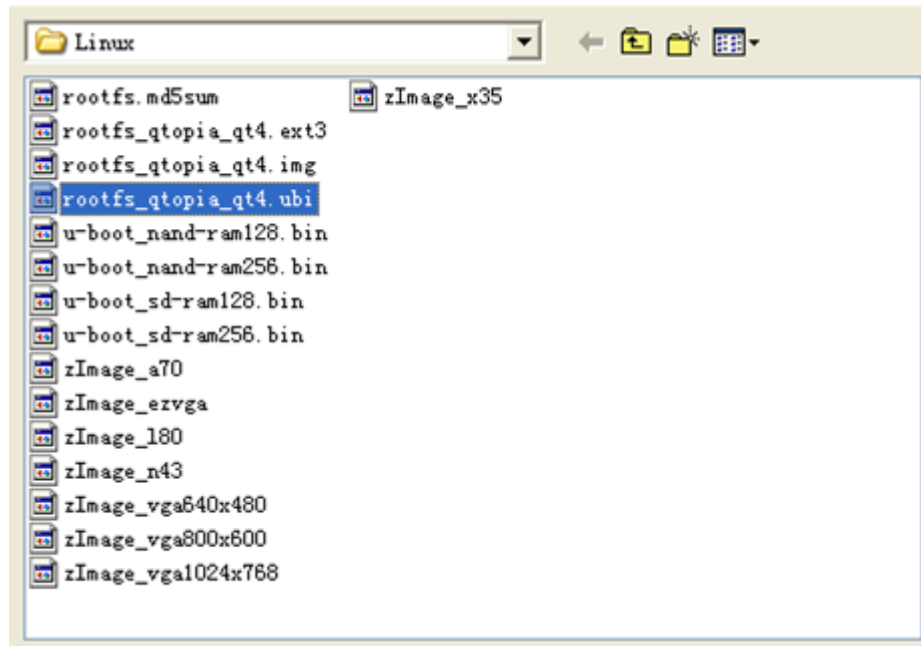 Linux
rootfs.md5sum
rootfs_qtopia_qt4.ext3
rootfs_qtopia_qt4.img
rootfs_qtopia_qt4.ubi
u-boot_nand-ram128.bin
u-boot_nand-ram256.bin
u-boot_sd-ram128.bin
u-boot_sd-ram256.bin
zImage_a70
zImage_ezvga
zImage_l80
zImage_n43
zImage_vga640x480
zImage_vga800x600
zImage_vga1024x768
zImage_x35